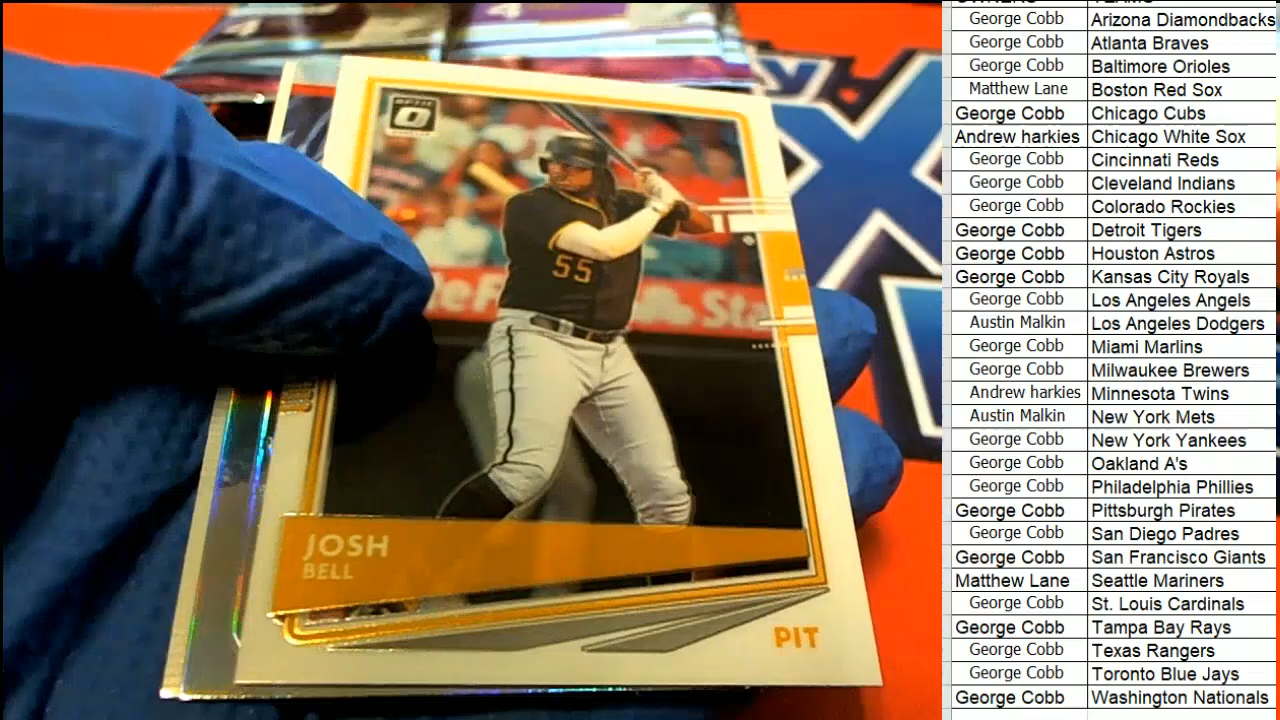 OPTIC
55
JOSH
BELL
PIT
George Cobb Arizona Diamondbacks
George Cobb Atlanta Braves
George Cobb Baltimore Orioles
Matthew Lane Boston Red Sox
George Cobb Chicago Cubs
Andrew harkies Chicago White Sox
George Cobb Cincinnati Reds
George Cobb Cleveland Indians
George Cobb Colorado Rockies
George Cobb Detroit Tigers
George Cobb Houston Astros
George Cobb Kansas City Royals
George Cobb Los Angeles Angels
Austin Malkin Los Angeles Dodgers
George Cobb Miami Marlins
George Cobb Milwaukee Brewers
Andrew harkies Minnesota Twins
Austin Malkin New York Mets
George Cobb New York Yankees
George Cobb Oakland A's
George Cobb Philadelphia Phillies
George Cobb Pittsburgh Pirates
George Cobb San Diego Padres
George Cobb San Francisco Giants
Matthew Lane Seattle Mariners
George Cobb St. Louis Cardinals
George Cobb Tampa Bay Rays
George Cobb Texas Rangers
George Cobb Toronto Blue Jays
George Cobb Washington Nationals